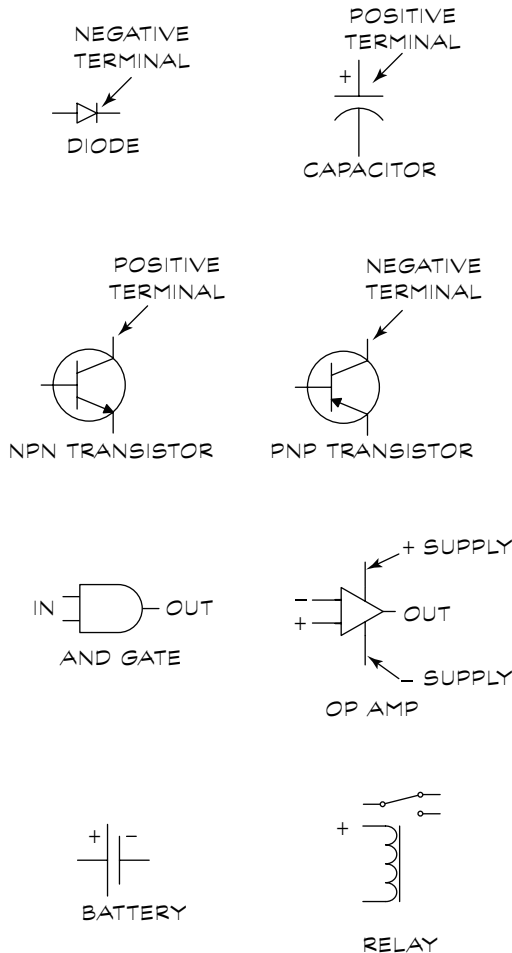 NEGATIVE
TERMINAL
DIODE
POSITIVE
TERMINAL
+
CAPACITOR
POSITIVE
TERMINAL
NPN TRANSISTOR
NEGATIVE
TERMINAL
PNP TRANSISTOR
IN
OUT
AND GATE
+ SUPPLY
−
+
OUT
− SUPPLY
OP AMP
+ −
BATTERY
+
RELAY